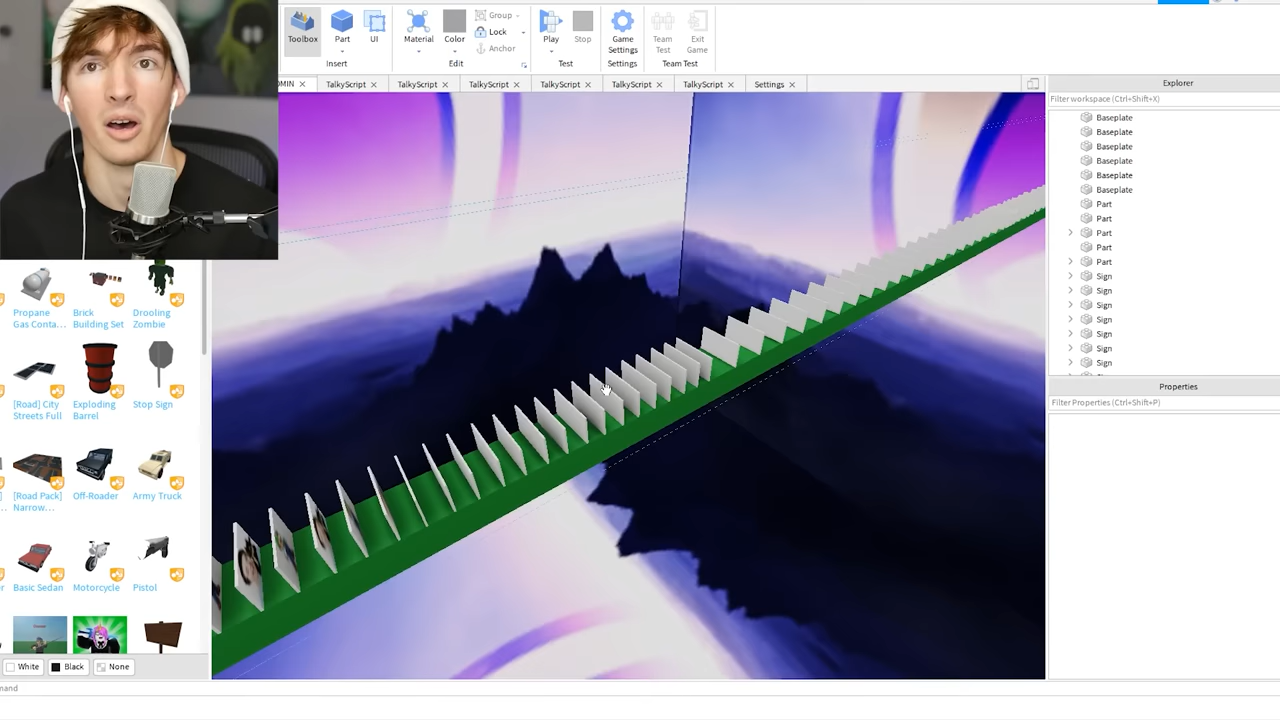 Toolbox
Part
UI
Insert
Material
Color
Group
Lock
Anchor
Edit
Play
Stop
Test
Game
Settings
Settings
Team
Test
Exit
Game
Team Test
MIN
TalkyScript
TalkyScript
TalkyScript
TalkyScript
TalkyScript
TalkyScript
Settings
Explorer
Filter workspace (Ctrl+Shift+X)
Baseplate
Baseplate
Baseplate
Baseplate
Baseplate
Baseplate
Part
Part
Part
Part
Part
Sign
Sign
Sign
Sign
Sign
Sign
Sign
Properties
Filter Properties (Ctrl+Shift+P)
Propane
Gas Conta...
Brick
Building Set
Drooling
Zombie
[Road] City
Streets Full
Exploding
Barrel
Stop Sign
[Road Pack]
Narrow...
Off-Roader
Army Truck
Basic Sedan
Motorcycle
Pistol
White
Black
None
mand